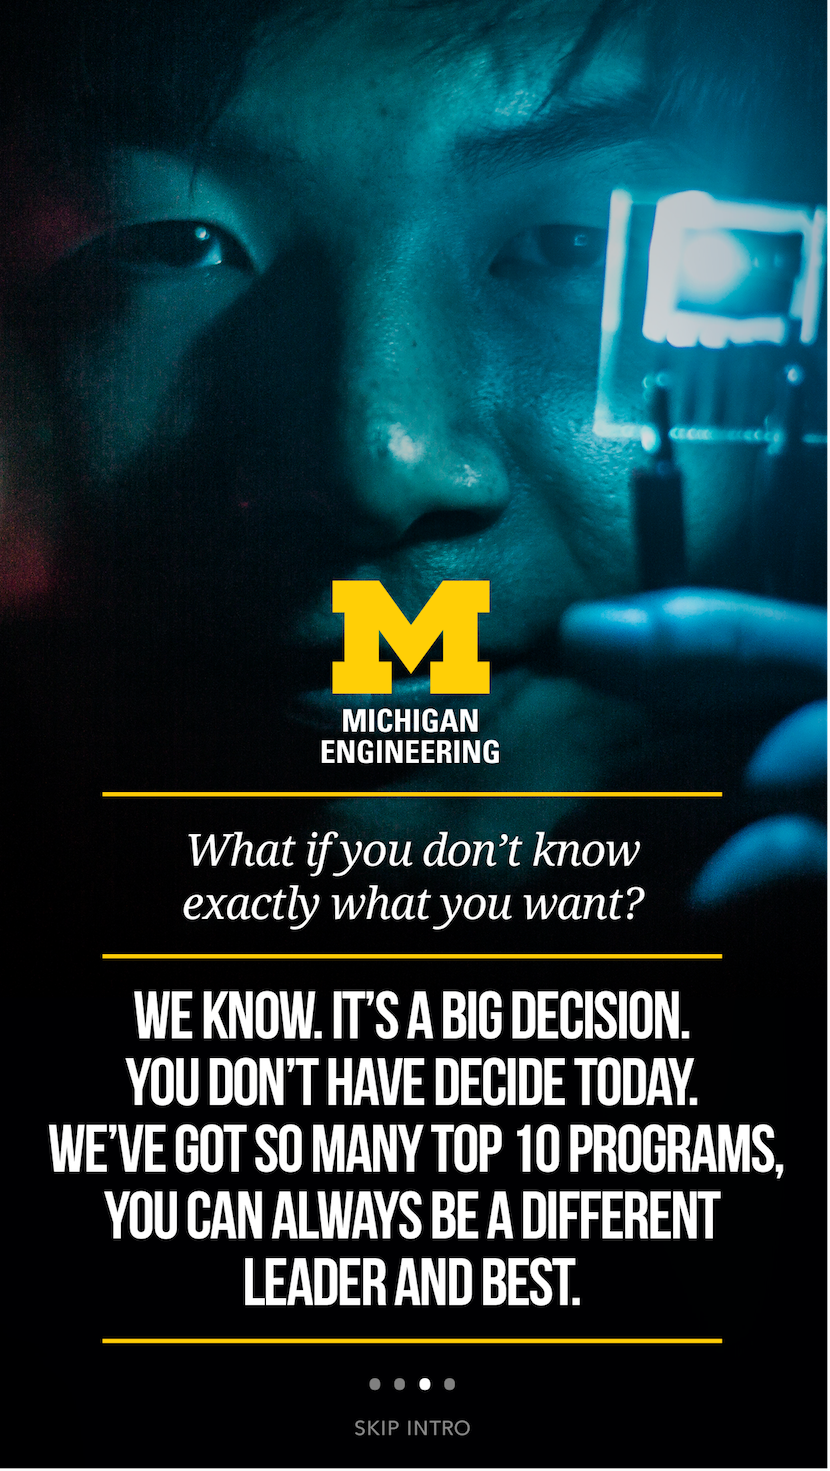 M
MICHIGAN
ENGINEERING
What if you don’t know
exactly what you want?
WE KNOW. IT’S A BIG DECISION.
YOU DON’T HAVE DECIDE TODAY.
WE’VE GOT SO MANY TOP 10 PROGRAMS,
YOU CAN ALWAYS BE A DIFFERENT
LEADER AND BEST.
SKIP INTRO